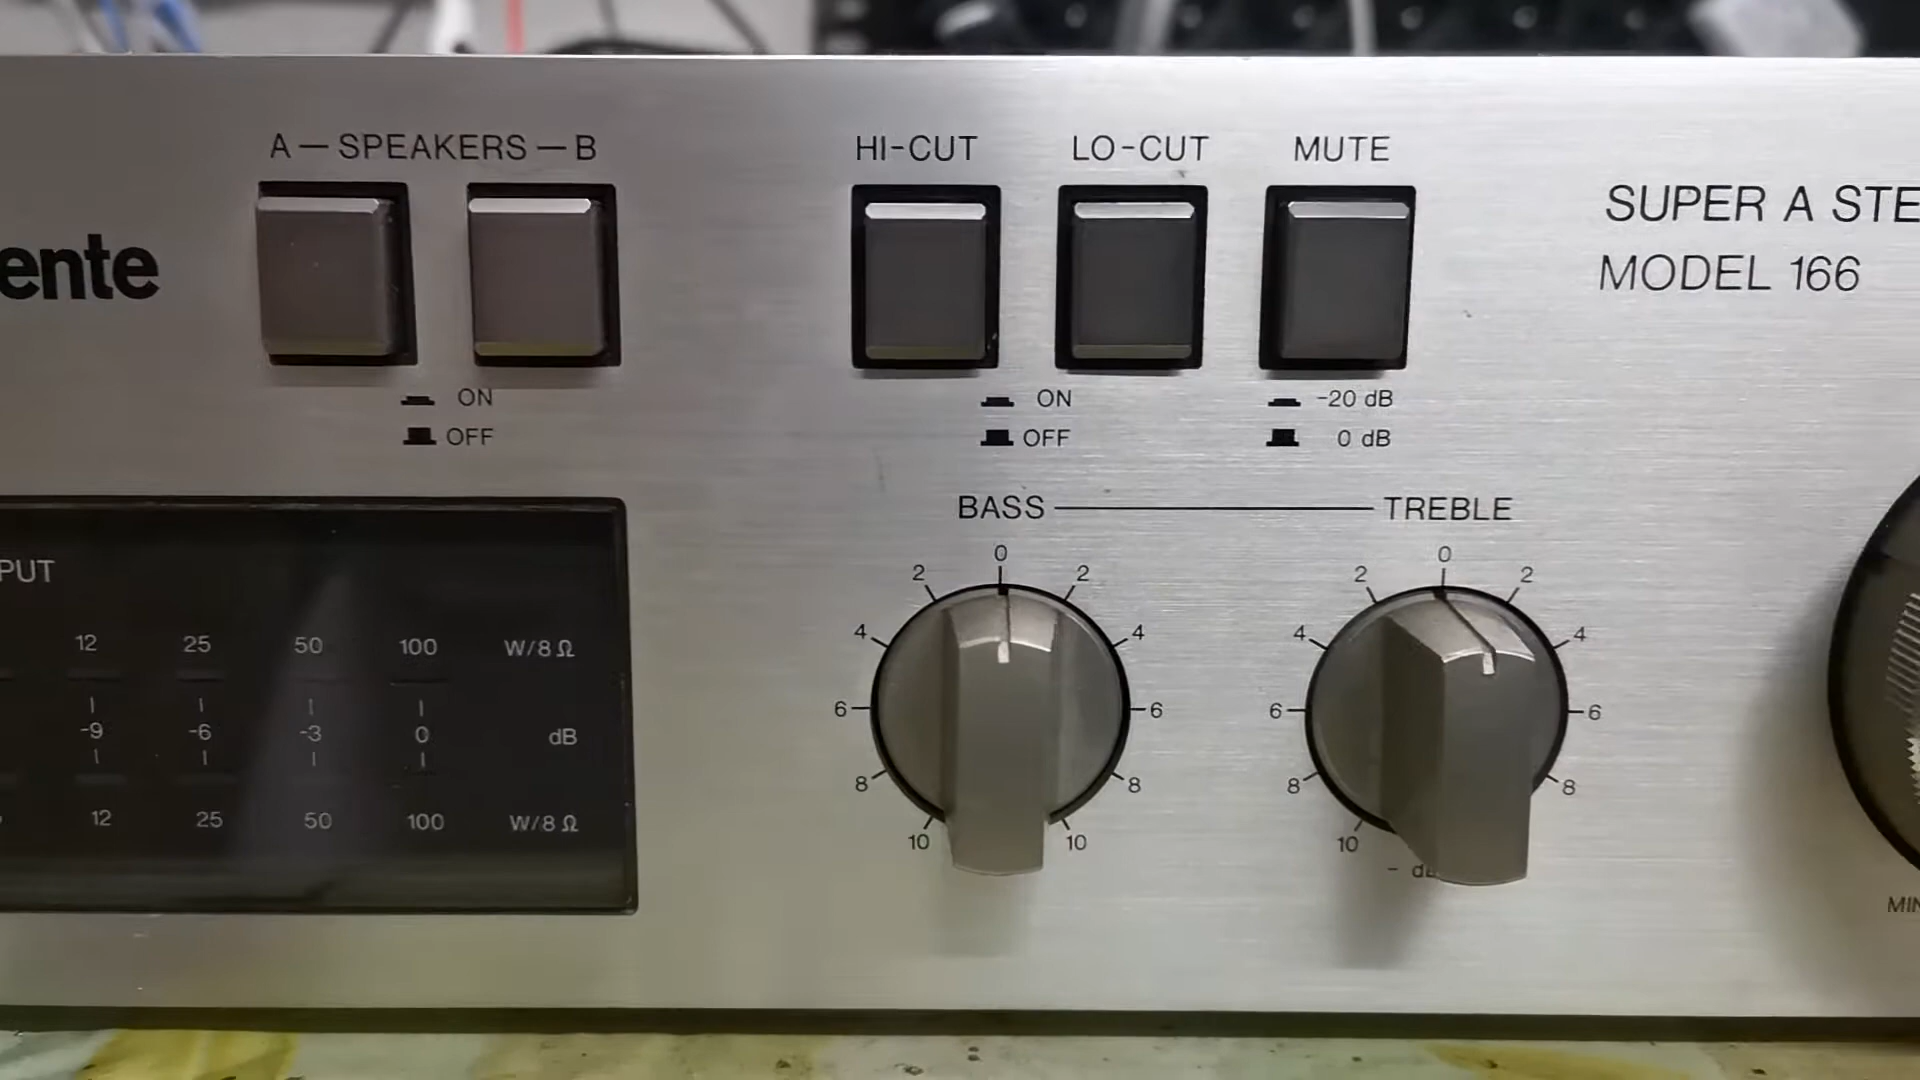 A — SPEAKERS — B
HI-CUT LO-CUT MUTE
SUPER A STE
MODEL 166
ente
ON
OFF
ON
OFF
-20 dB
0 dB
BASS TREBLE
0
2 2
4 4
6 6
8 8
10 10
0
2 2
4 4
6 6
8 8
10
- dB
PUT
12 25 50 100 W/8 Ω
-9 -6 -3 0 dB
12 25 50 100 W/8 Ω
MIN